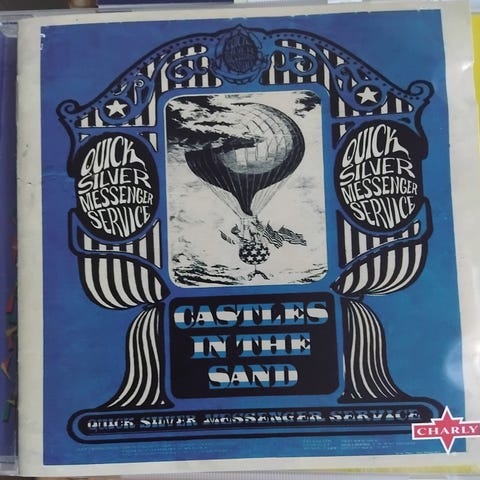 QUICK
SILVER
MESSENGER
SERVICE
QUICK
SILVER
MESSENGER
SERVICE
CASTLES
IN THE
SAND
QUICK SILVER MESSENGER SERVICE
CHARLY